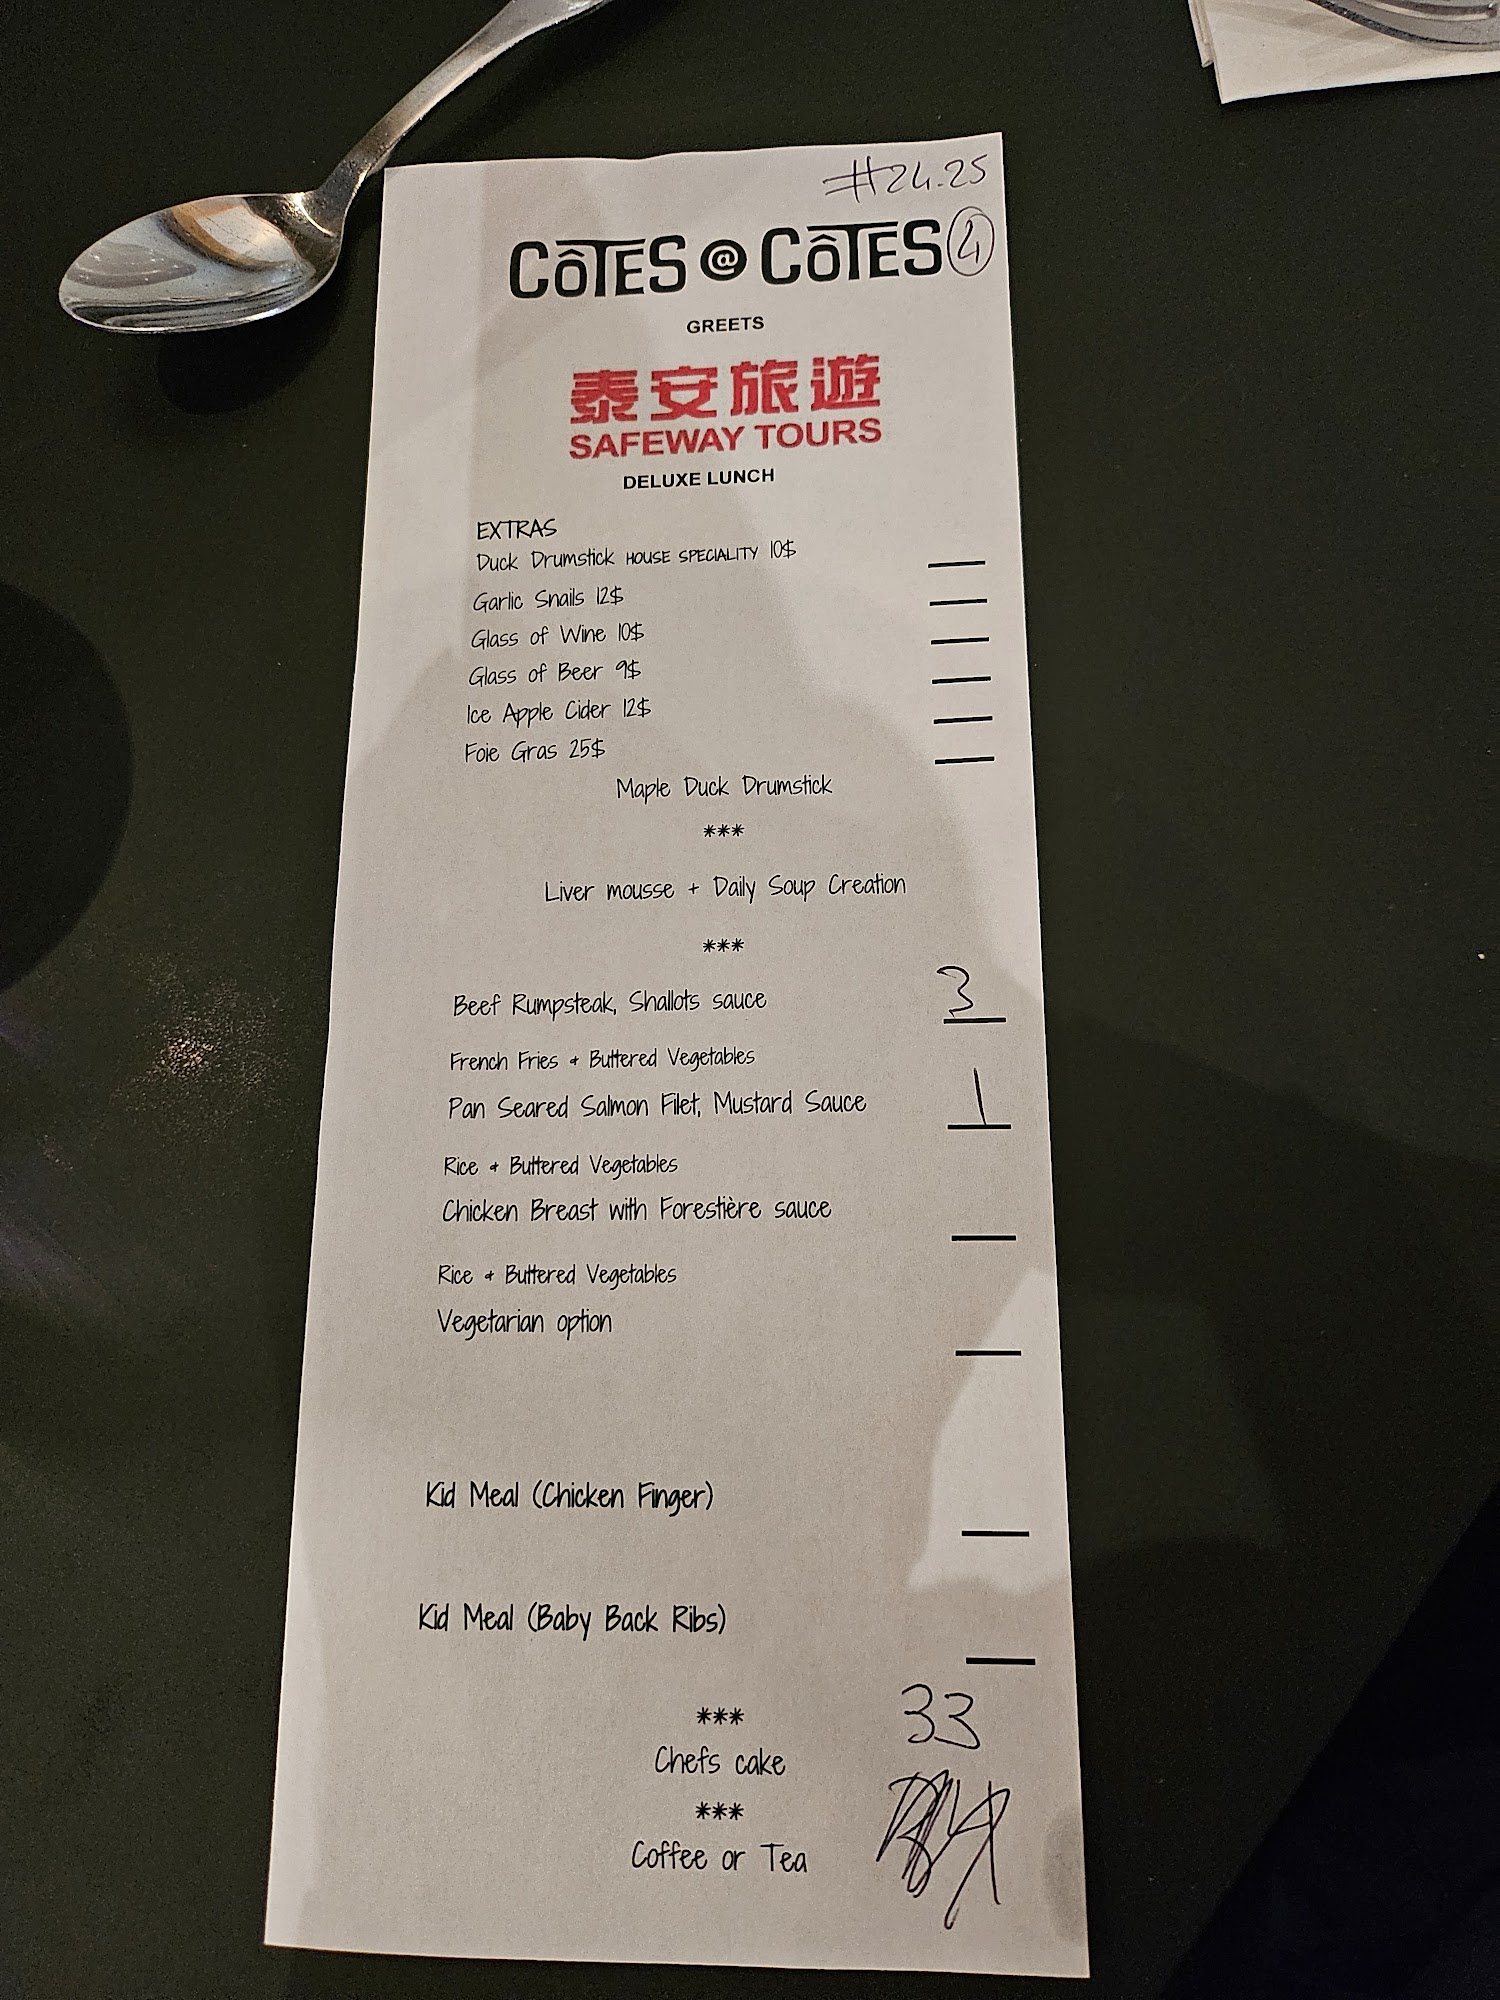 #24.25
CÔTES @ CÔTES 4
GREETS
泰安旅遊
SAFEWAY TOURS
DELUXE LUNCH
EXTRAS
Duck Drumstick HOUSE SPECIALITY 10$
Garlic Snails 12$
Glass of Wine 10$
Glass of Beer 9$
Ice Apple Cider 12$
Foie Gras 25$
Maple Duck Drumstick
***
Liver mousse + Daily Soup Creation
***
Beef Rumpsteak, Shallots sauce 3
French Fries + Buttered Vegetables
Pan Seared Salmon Filet, Mustard Sauce 1
Rice + Buttered Vegetables
Chicken Breast with Forestière sauce
Rice + Buttered Vegetables
Vegetarian option
Kid Meal (Chicken Finger)
Kid Meal (Baby Back Ribs)
33
***
Chefs cake
***
Coffee or Tea